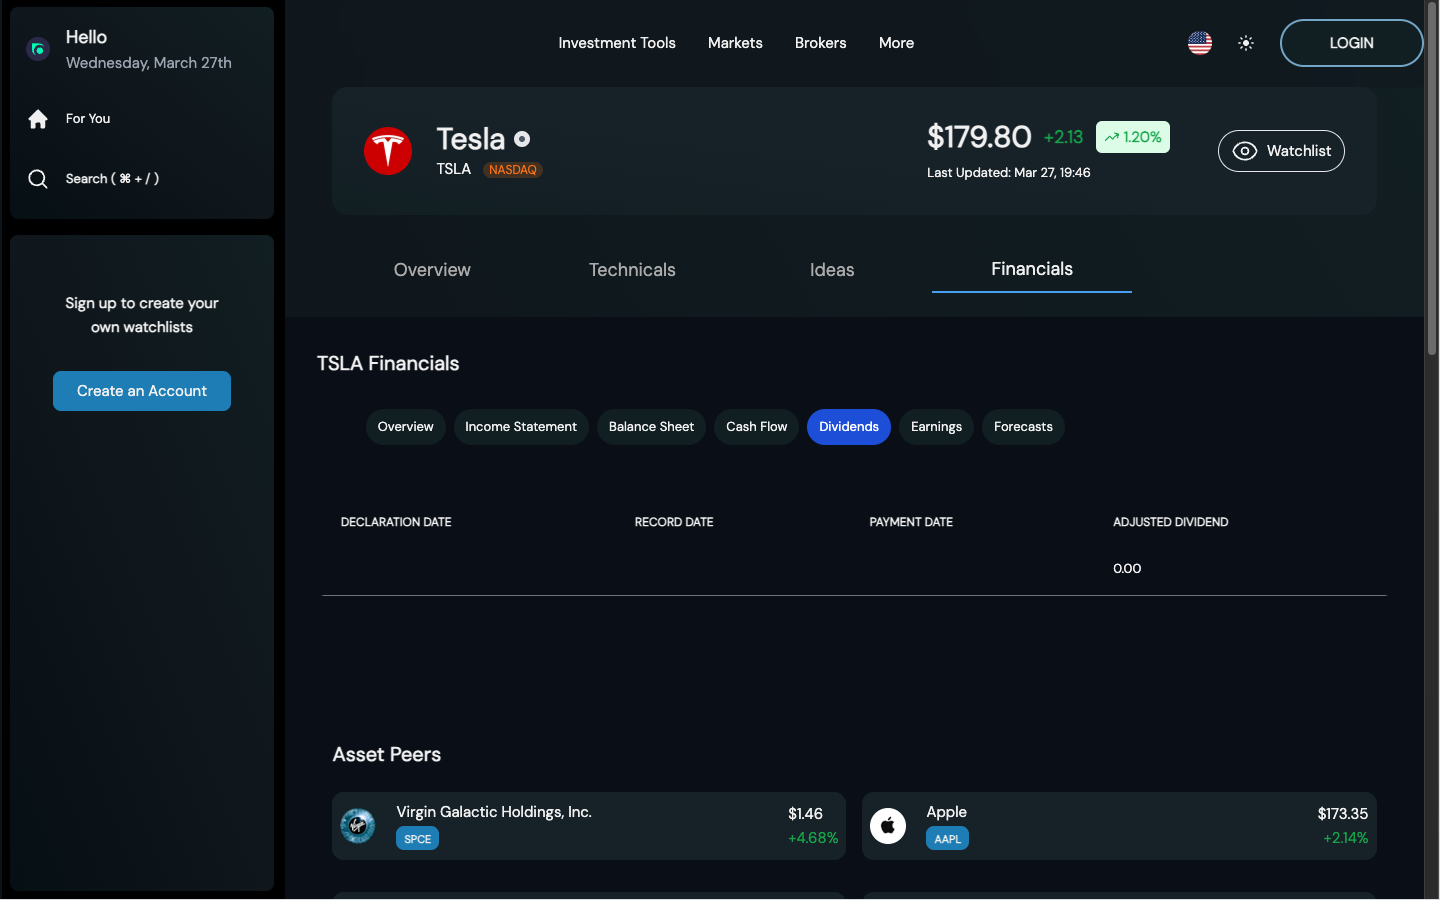 Hello
Wednesday, March 27th
For You
Search ( ⌘ + / )
Sign up to create your
own watchlists
Create an Account
Investment Tools
Markets
Brokers
More
LOGIN
Tesla
TSLA
NASDAQ
$179.80
+2.13
1.20%
Last Updated: Mar 27, 19:46
Watchlist
Overview
Technicals
Ideas
Financials
TSLA Financials
Overview
Income Statement
Balance Sheet
Cash Flow
Dividends
Earnings
Forecasts
DECLARATION DATE
RECORD DATE
PAYMENT DATE
ADJUSTED DIVIDEND
0.00
Asset Peers
Virgin Galactic Holdings, Inc.
SPCE
$1.46
+4.68%
Apple
AAPL
$173.35
+2.14%